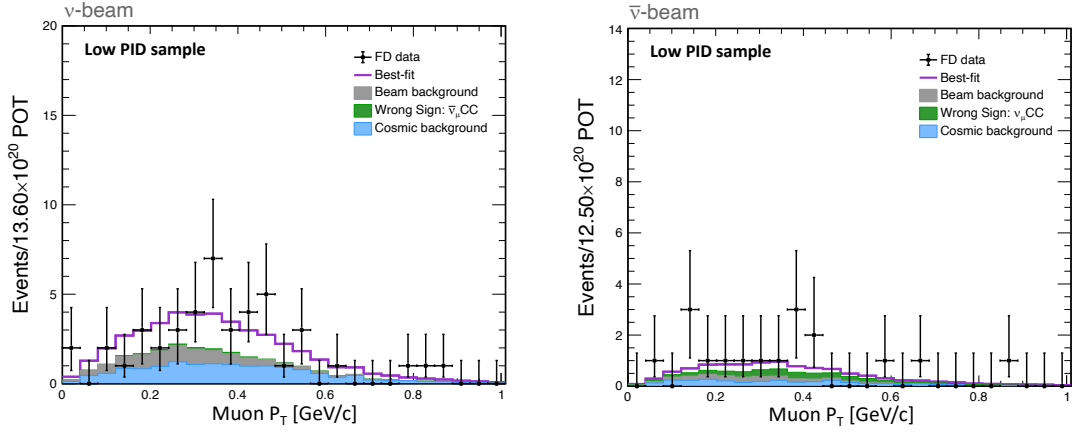 ν-beam
Low PID sample
FD data
Best-fit
Beam background
Wrong Sign: ν̅μCC
Cosmic background
Events/13.60×10²⁰ POT
20
15
10
5
0
0 0.2 0.4 0.6 0.8 1
Muon P_T [GeV/c]
ν̅-beam
Low PID sample
FD data
Best-fit
Beam background
Wrong Sign: νμCC
Cosmic background
Events/12.50×10²⁰ POT
14
12
10
8
6
4
2
0
0 0.2 0.4 0.6 0.8 1
Muon P_T [GeV/c]